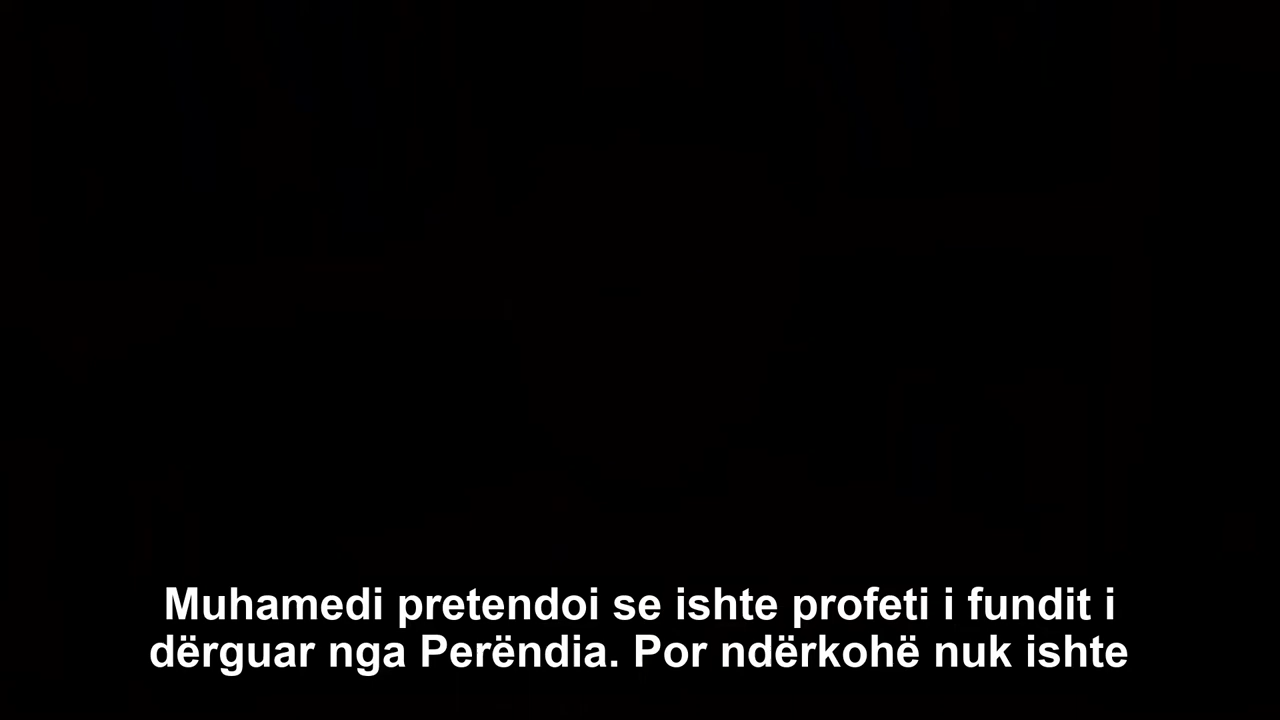 Muhamedi pretendoi se ishte profeti i fundit i
dërguar nga Perëndia. Por ndërkohë nuk ishte